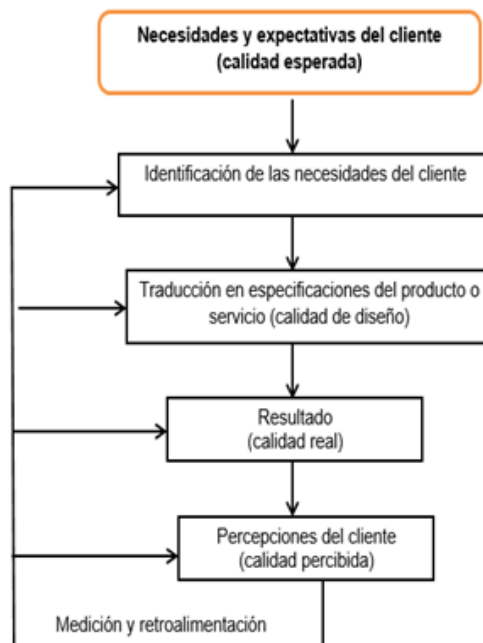 Necesidades y expectativas del cliente
(calidad esperada)
Identificación de las necesidades del cliente
Traducción en especificaciones del producto o
servicio (calidad de diseño)
Resultado
(calidad real)
Percepciones del cliente
(calidad percibida)
Medición y retroalimentación